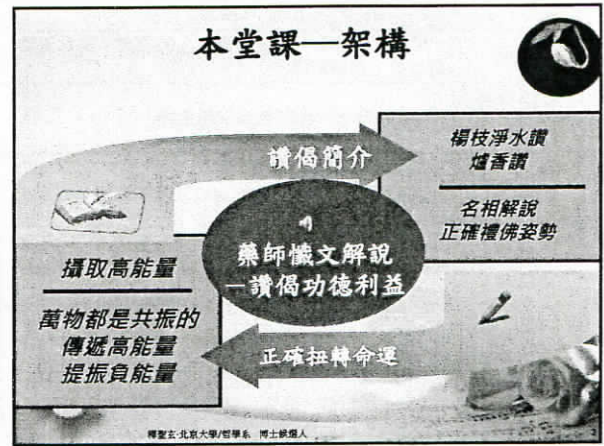 本堂課—架構
讚偈簡介
楊枝淨水讚
爐香讚
名相解說
正確禮佛姿勢
藥師懺文解說
—讚偈功德利益
攝取高能量
萬物都是共振的
傳遞高能量
提振負能量
正確扭轉命運
釋聖玄-北京大學/哲學系 博士候選人